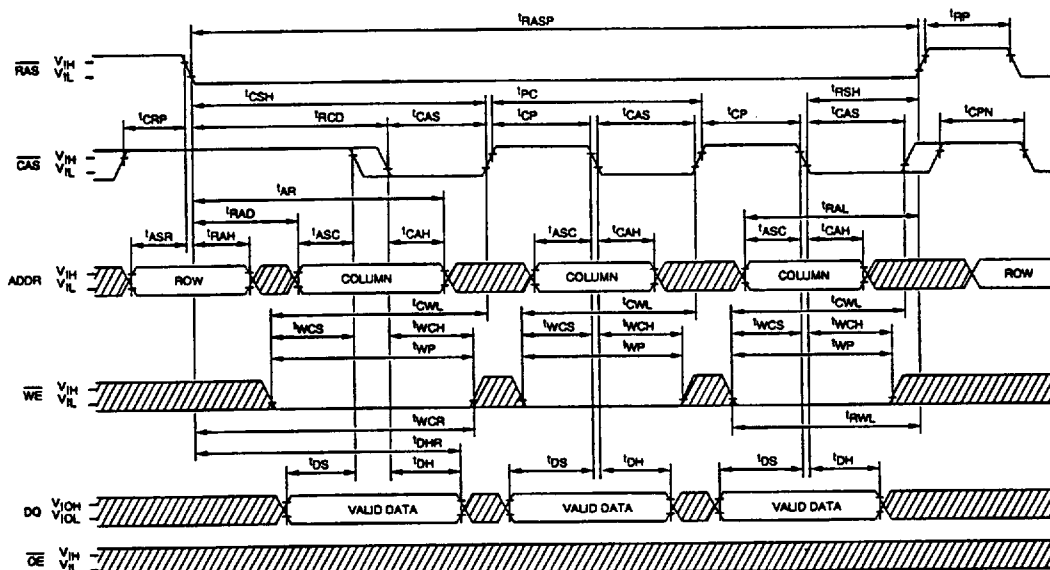 tRASP tRP
RAS VIH
VIL
tCSH tPC tRSH
tCRP tRCD tCAS tCP tCAS tCP tCAS tCPN
CAS VIH
VIL
tAR
tRAD tRAL
tASR tRAH tASC tCAH tASC tCAH tASC tCAH
ADDR VIH
VIL
ROW COLUMN COLUMN COLUMN ROW
tCWL tCWL tCWL
tWCS tWCH tWCS tWCH tWCS tWCH
tWP tWP tWP
WE VIH
VIL
tWCR tRWL
tDHR
tDS tDH tDS tDH tDS tDH
DQ VIOH
VIOL
VALID DATA VALID DATA VALID DATA
OE VIH
VIL